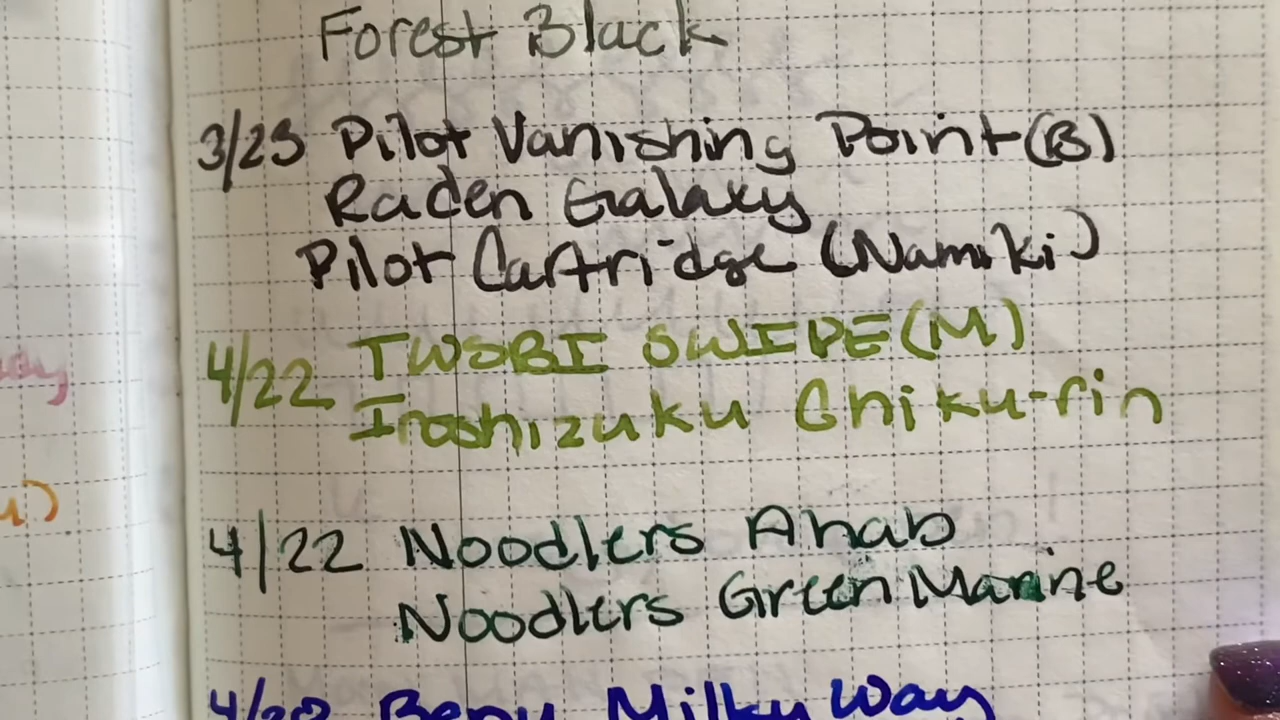 Forest Black
3/23 Pilot Vanishing Point (B)
Raden Galaxy
Pilot Cartridge (Namiki)
4/22 TWSBI SWIPE (M)
Iroshizuku Chiku-rin
4/22 Noodlers Ahab
Noodlers Green Marine
Milky Way